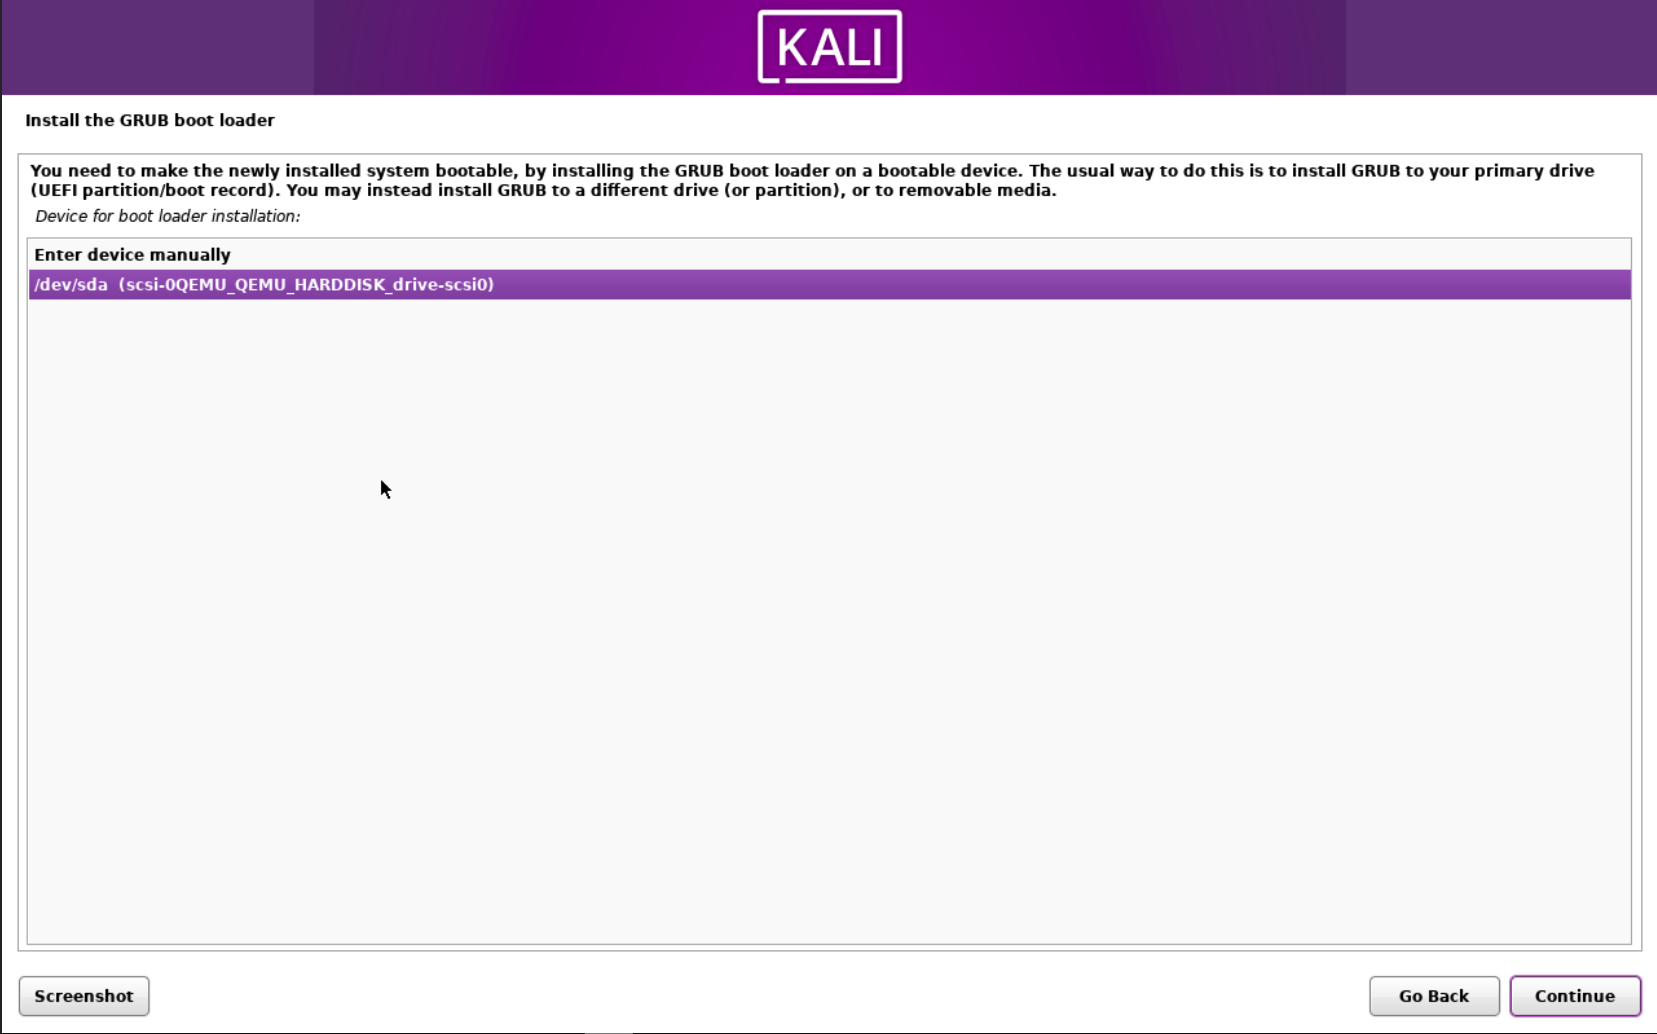 KALI
Install the GRUB boot loader
You need to make the newly installed system bootable, by installing the GRUB boot loader on a bootable device. The usual way to do this is to install GRUB to your primary drive
(UEFI partition/boot record). You may instead install GRUB to a different drive (or partition), or to removable media.
Device for boot loader installation:
Enter device manually
/dev/sda  (scsi-0QEMU_QEMU_HARDDISK_drive-scsi0)
Screenshot
Go Back
Continue